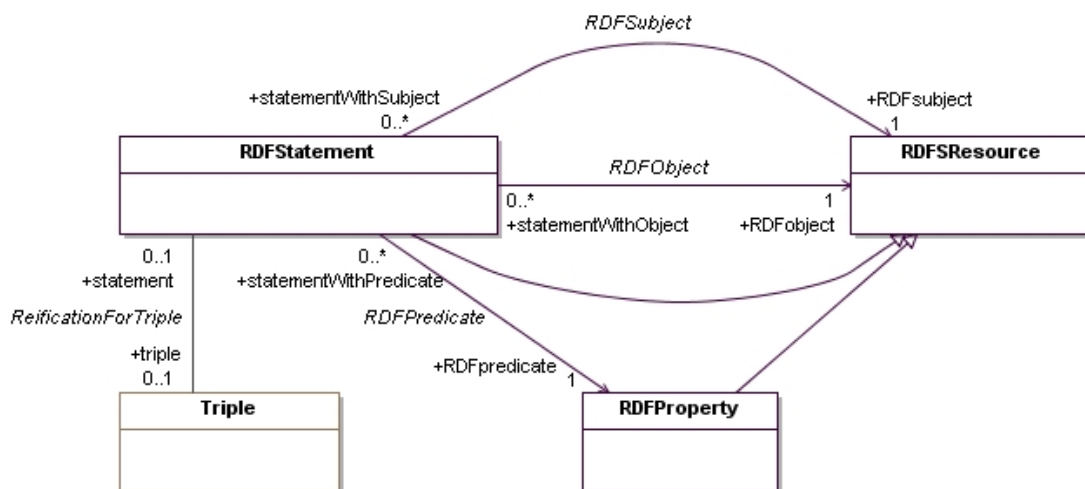 RDFSubject
+statementWithSubject
+RDFsubject
0..*
1
RDFStatement
RDFSResource
RDFObject
0..*
1
+statementWithObject
+RDFobject
0..1
0..*
+statement
+statementWithPredicate
ReificationForTriple
RDFPredicate
+triple
+RDFpredicate
0..1
1
Triple
RDFProperty